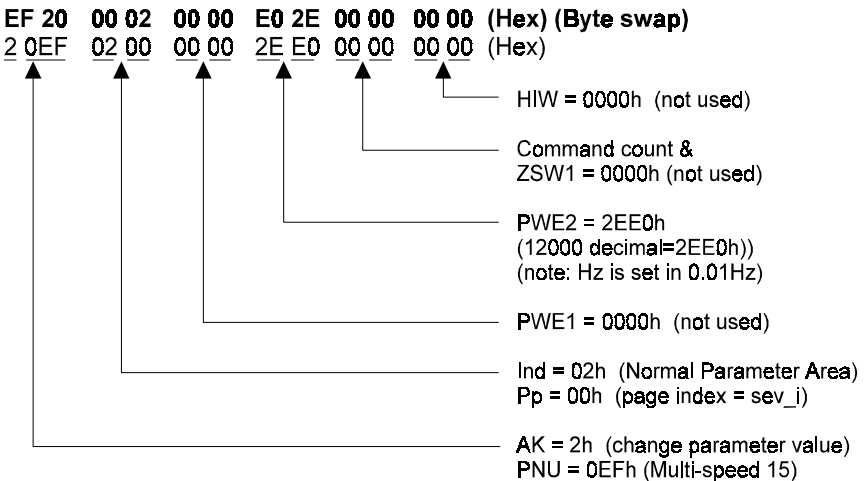 EF 20 00 02 00 00 E0 2E 00 00 00 00 (Hex) (Byte swap)
2 0EF 02 00 00 00 2E E0 00 00 00 00 (Hex)
HIW = 0000h (not used)
Command count &
ZSW1 = 0000h (not used)
PWE2 = 2EE0h
(12000 decimal=2EE0h))
(note: Hz is set in 0.01Hz)
PWE1 = 0000h (not used)
Ind = 02h (Normal Parameter Area)
Pp = 00h (page index = sev_i)
AK = 2h (change parameter value)
PNU = 0EFh (Multi-speed 15)